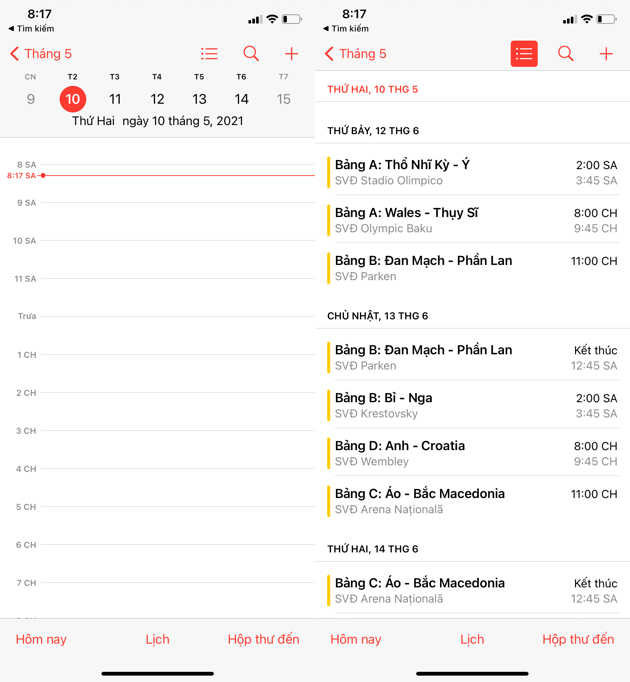 8:17
◀ Tìm kiếm
Tháng 5
CN T2 T3 T4 T5 T6 T7
9 10 11 12 13 14 15
Thứ Hai ngày 10 tháng 5, 2021
8 SA
8:17 SA
9 SA
10 SA
11 SA
Trưa
1 CH
2 CH
3 CH
4 CH
5 CH
6 CH
7 CH
Hôm nay Lịch Hộp thư đến
8:17
◀ Tìm kiếm
Tháng 5
THỨ HAI, 10 THG 5
THỨ BẢY, 12 THG 6
Bảng A: Thổ Nhĩ Kỳ - Ý 2:00 SA
SVĐ Stadio Olimpico 3:45 SA
Bảng A: Wales - Thụy Sĩ 8:00 CH
SVĐ Olympic Baku 9:45 CH
Bảng B: Đan Mạch - Phần Lan 11:00 CH
SVĐ Parken
CHỦ NHẬT, 13 THG 6
Bảng B: Đan Mạch - Phần Lan Kết thúc
SVĐ Parken 12:45 SA
Bảng B: Bỉ - Nga 2:00 SA
SVĐ Krestovsky 3:45 SA
Bảng D: Anh - Croatia 8:00 CH
SVĐ Wembley 9:45 CH
Bảng C: Áo - Bắc Macedonia 11:00 CH
SVĐ Arena Națională
THỨ HAI, 14 THG 6
Bảng C: Áo - Bắc Macedonia Kết thúc
SVĐ Arena Națională 12:45 SA
Hôm nay Lịch Hộp thư đến